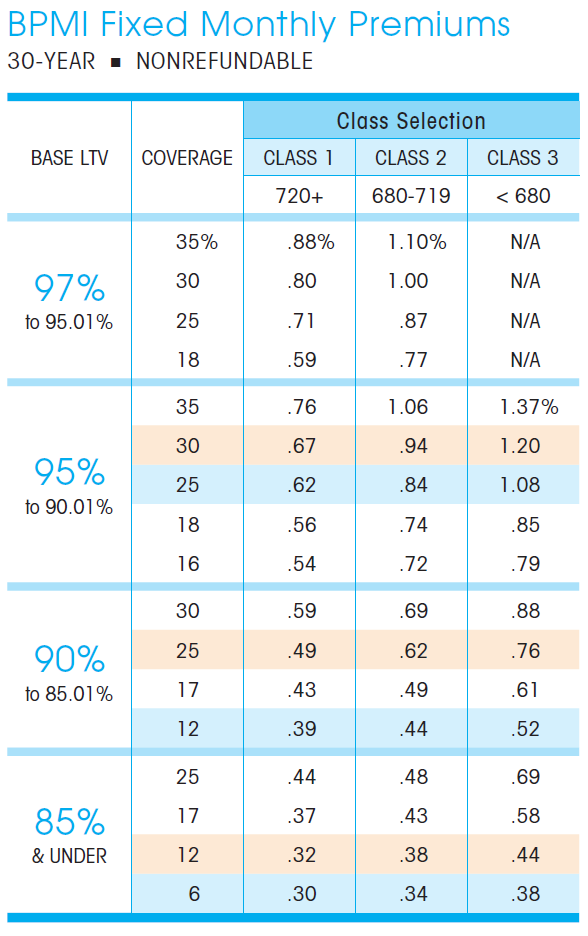 BPMI Fixed Monthly Premiums
30-YEAR ■ NONREFUNDABLE
Class Selection
BASE LTV COVERAGE CLASS 1 CLASS 2 CLASS 3
720+ 680-719 < 680
35% .88% 1.10% N/A
97% 30 .80 1.00 N/A
to 95.01% 25 .71 .87 N/A
18 .59 .77 N/A
35 .76 1.06 1.37%
30 .67 .94 1.20
95% 25 .62 .84 1.08
to 90.01% 18 .56 .74 .85
16 .54 .72 .79
30 .59 .69 .88
90% 25 .49 .62 .76
to 85.01% 17 .43 .49 .61
12 .39 .44 .52
25 .44 .48 .69
85% 17 .37 .43 .58
& UNDER 12 .32 .38 .44
6 .30 .34 .38